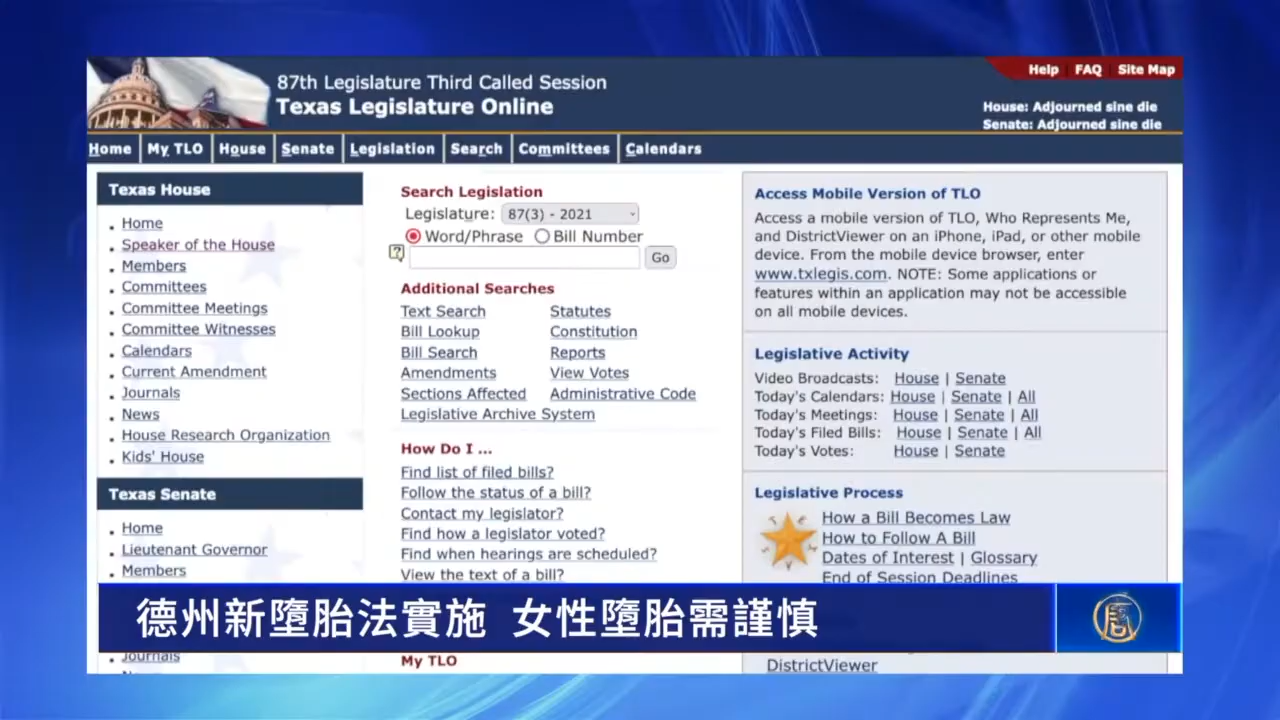 87th Legislature Third Called Session
Texas Legislature Online
Help | FAQ | Site Map
House: Adjourned sine die
Senate: Adjourned sine die
Home | My TLO | House | Senate | Legislation | Search | Committees | Calendars
Texas House
Home
Speaker of the House
Members
Committees
Committee Meetings
Committee Witnesses
Calendars
Current Amendment
Journals
News
House Research Organization
Kids' House
Texas Senate
Home
Lieutenant Governor
Members
Journals
Search Legislation
Legislature: 87(3) - 2021
Word/Phrase Bill Number
? Go
Additional Searches
Text Search Statutes
Bill Lookup Constitution
Bill Search Reports
Amendments View Votes
Sections Affected Administrative Code
Legislative Archive System
How Do I ...
Find list of filed bills?
Follow the status of a bill?
Contact my legislator?
Find how a legislator voted?
Find when hearings are scheduled?
View the text of a bill?
My TLO
Access Mobile Version of TLO
Access a mobile version of TLO, Who Represents Me,
and DistrictViewer on an iPhone, iPad, or other mobile
device. From the mobile device browser, enter
www.txlegis.com. NOTE: Some applications or
features within an application may not be accessible
on all mobile devices.
Legislative Activity
Video Broadcasts: House | Senate
Today's Calendars: House | Senate | All
Today's Meetings: House | Senate | All
Today's Filed Bills: House | Senate | All
Today's Votes: House | Senate
Legislative Process
How a Bill Becomes Law
How to Follow A Bill
Dates of Interest | Glossary
End of Session Deadlines
DistrictViewer
德州新墮胎法實施 女性墮胎需謹慎